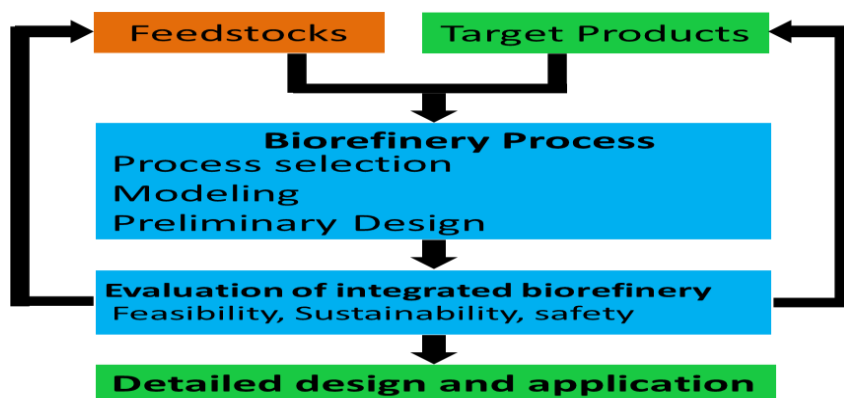 Feedstocks
Target Products
Biorefinery Process
Process selection
Modeling
Preliminary Design
Evaluation of integrated biorefinery
Feasibility, Sustainability, safety
Detailed design and application